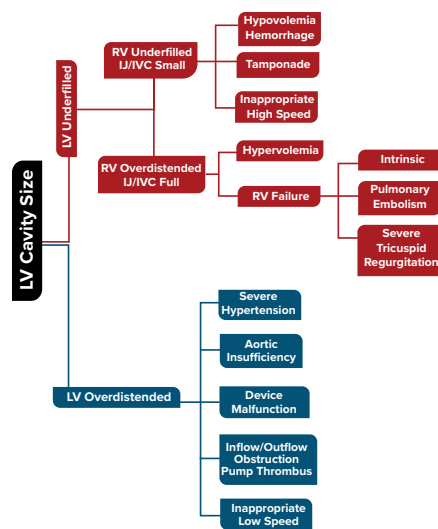 LV Cavity Size
LV Underfilled
RV Underfilled
IJ/IVC Small
Hypovolemia
Hemorrhage
Tamponade
Inappropriate
High Speed
RV Overdistended
IJ/IVC Full
Hypervolemia
RV Failure
Intrinsic
Pulmonary
Embolism
Severe
Tricuspid
Regurgitation
LV Overdistended
Severe
Hypertension
Aortic
Insufficiency
Device
Malfunction
Inflow/Outflow
Obstruction
Pump Thrombus
Inappropriate
Low Speed